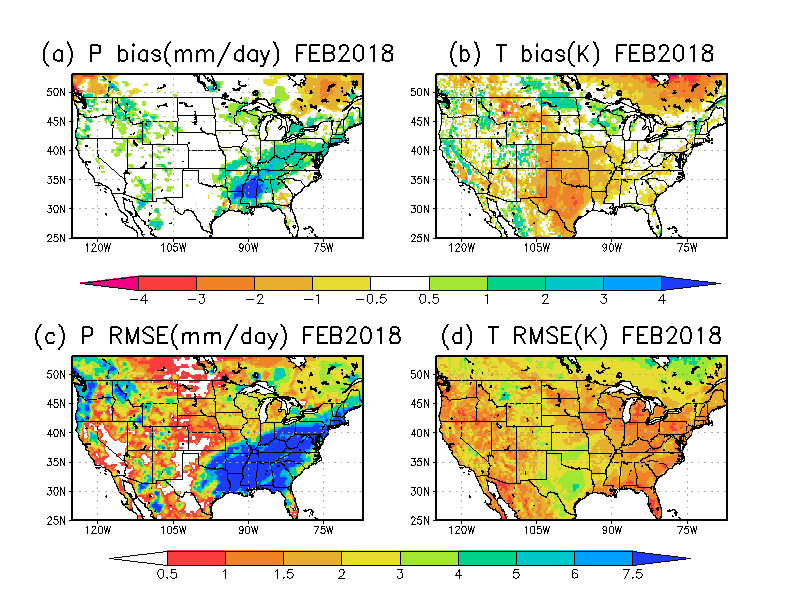 (a) P bias(mm/day) FEB2018
(b) T bias(K) FEB2018
50N
45N
40N
35N
30N
25N
120W 105W 90W 75W
50N
45N
40N
35N
30N
25N
120W 105W 90W 75W
−4 −3 −2 −1 −0.5 0.5 1 2 3 4
(c) P RMSE(mm/day) FEB2018
(d) T RMSE(K) FEB2018
50N
45N
40N
35N
30N
25N
120W 105W 90W 75W
50N
45N
40N
35N
30N
25N
120W 105W 90W 75W
0.5 1 1.5 2 3 4 5 6 7.5